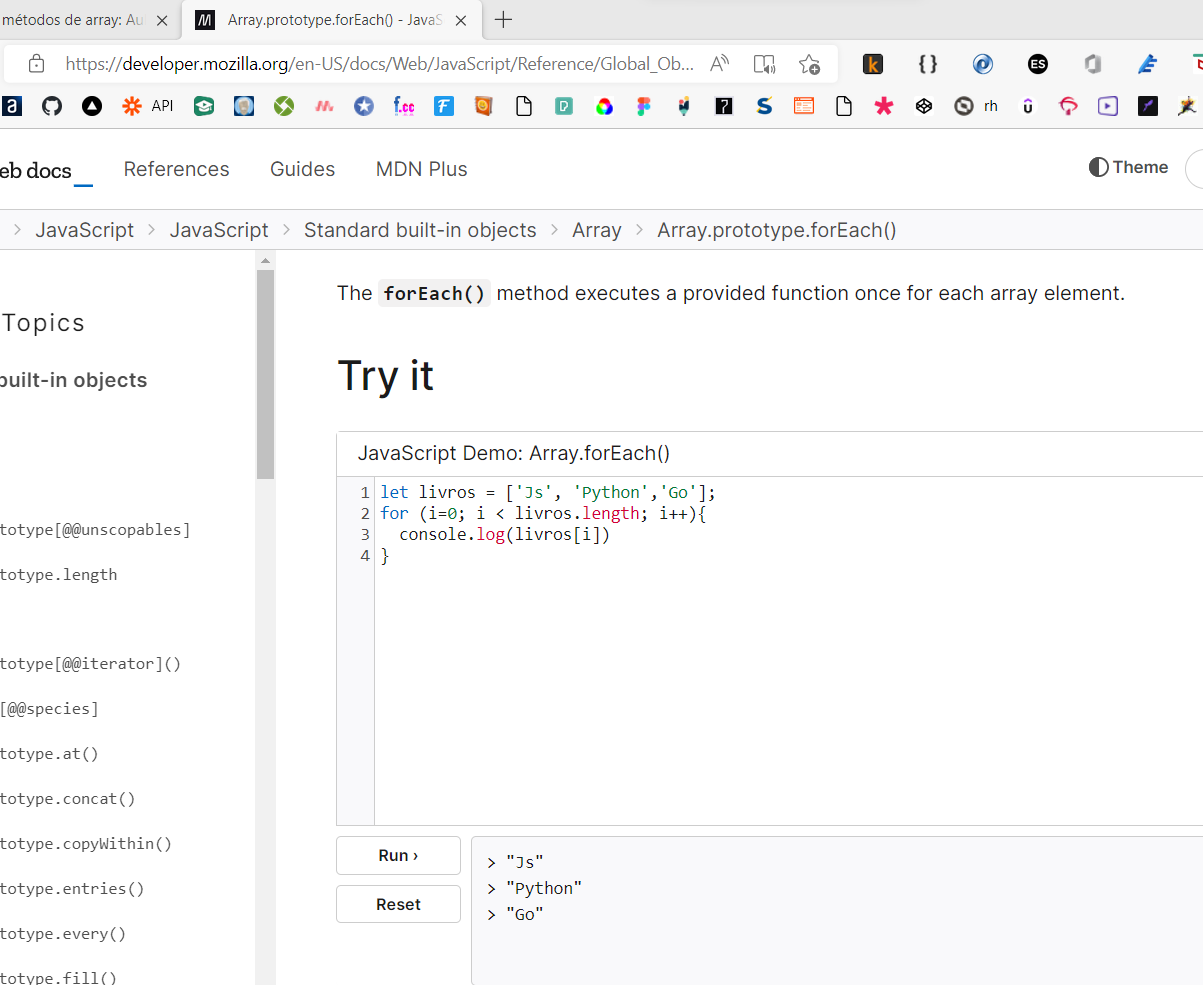 métodos de array: Au
Array.prototype.forEach() - JavaS
https://developer.mozilla.org/en-US/docs/Web/JavaScript/Reference/Global_Ob...
API
rh
eb docs_
References
Guides
MDN Plus
Theme
JavaScript > JavaScript > Standard built-in objects > Array > Array.prototype.forEach()
Topics
built-in objects
totype[@@unscopables]
totype.length
totype[@@iterator]()
[@@species]
totype.at()
totype.concat()
totype.copyWithin()
totype.entries()
totype.every()
totype.fill()
The forEach() method executes a provided function once for each array element.
Try it
JavaScript Demo: Array.forEach()
1 let livros = ['Js', 'Python','Go'];
2 for (i=0; i < livros.length; i++){
3 console.log(livros[i])
4 }
Run ›
Reset
> "Js"
> "Python"
> "Go"